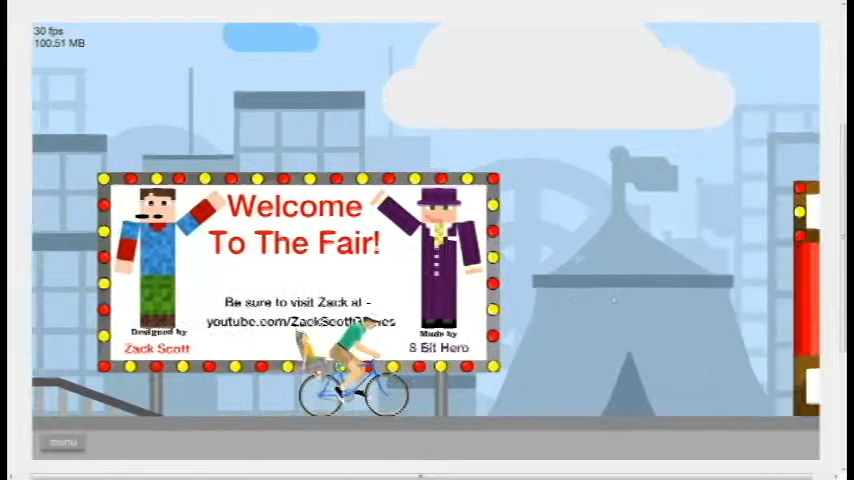 30 fps
100.51 MB
Welcome
To The Fair!
Be sure to visit Zack at -
Designed by
Made by
Zack Scott
8 Bit Hero
menu